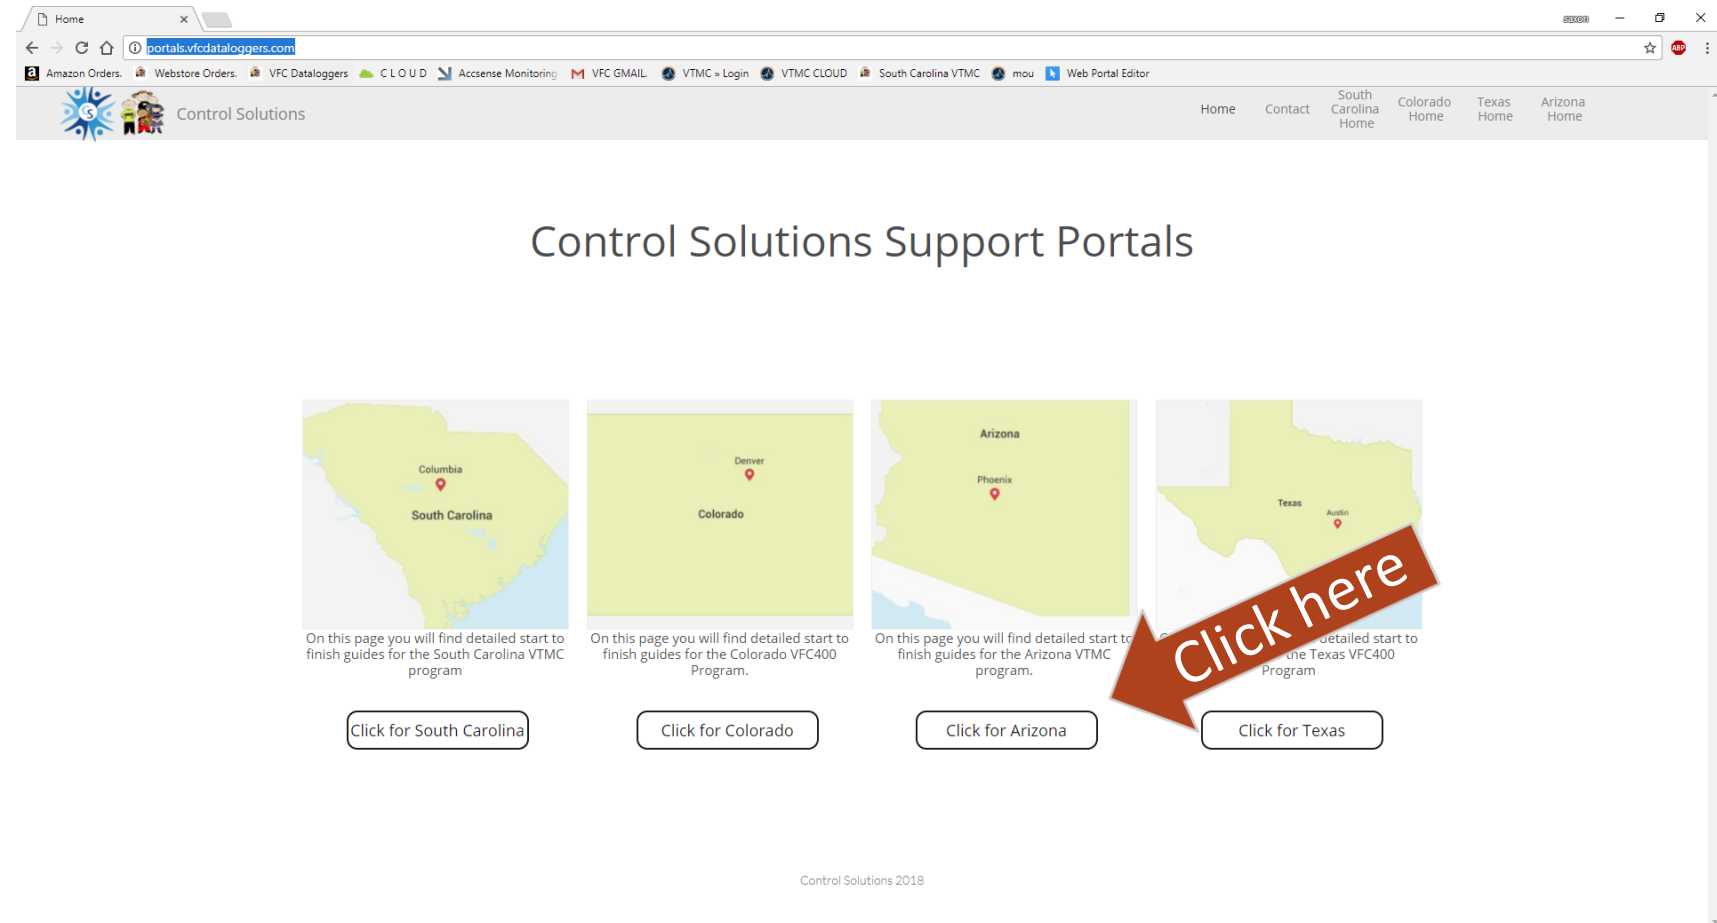 Home
saxon
portals.vfcdataloggers.com
ABP
Amazon Orders. Webstore Orders. VFC Dataloggers C L O U D Accsense Monitoring VFC GMAIL. VTMC » Login VTMC CLOUD South Carolina VTMC mou Web Portal Editor
CS
Control Solutions
Home
Contact
South
Carolina
Home
Colorado
Home
Texas
Home
Arizona
Home
Control Solutions Support Portals
Columbia
South Carolina
Denver
Colorado
Arizona
Phoenix
Texas
Austin
On this page you will find detailed start to
finish guides for the South Carolina VTMC
program
On this page you will find detailed start to
finish guides for the Colorado VFC400
Program.
On this page you will find detailed start to
finish guides for the Arizona VTMC
program.
detailed start to
the Texas VFC400
Program
Click here
Click for South Carolina
Click for Colorado
Click for Arizona
Click for Texas
Control Solutions 2018